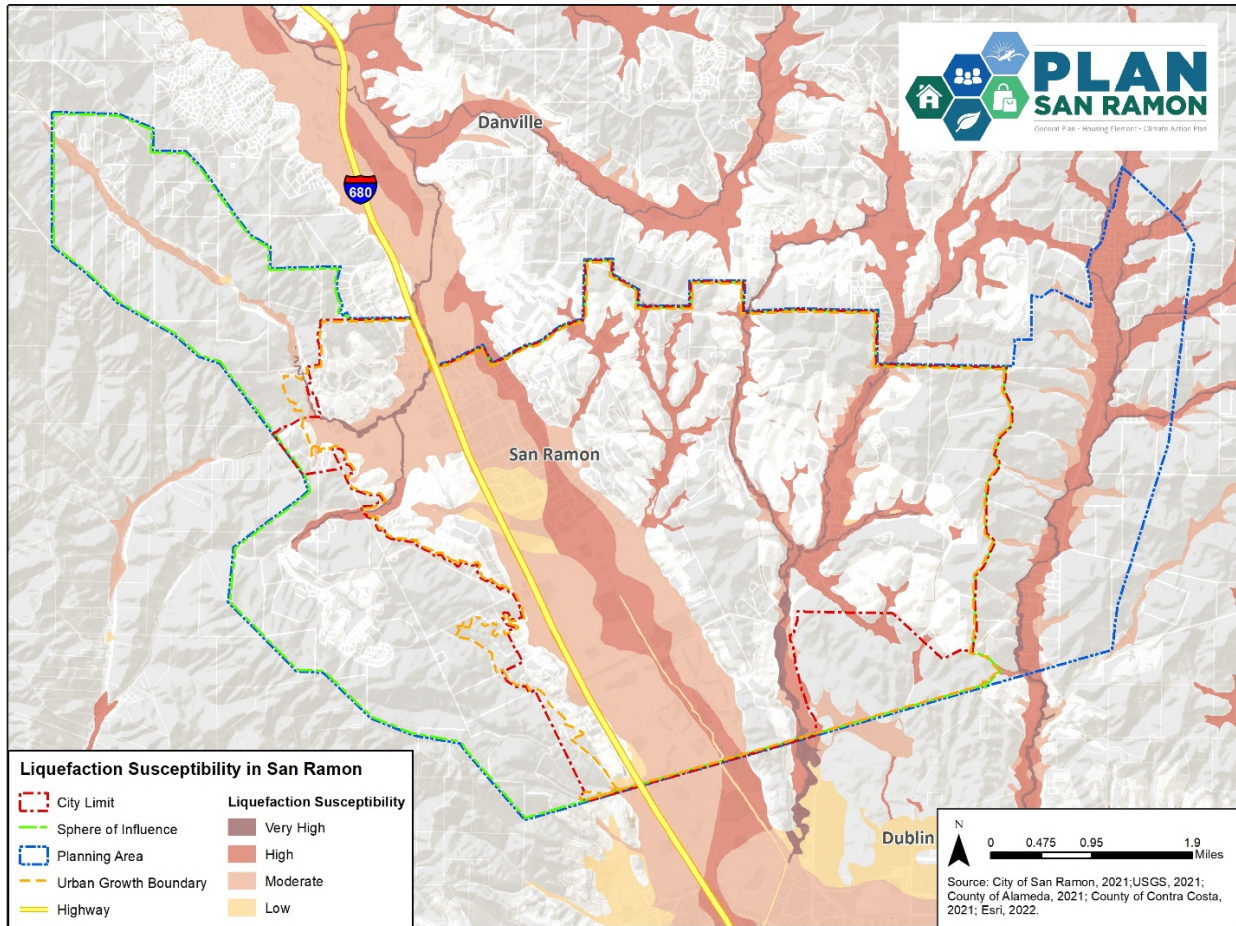 PLAN
SAN RAMON
General Plan • Housing Element • Climate Action Plan
Danville
680
San Ramon
Dublin
Liquefaction Susceptibility in San Ramon
City Limit
Sphere of Influence
Planning Area
Urban Growth Boundary
Highway
Liquefaction Susceptibility
Very High
High
Moderate
Low
N
0 0.475 0.95 1.9
Miles
Source: City of San Ramon, 2021;USGS, 2021;
County of Alameda, 2021; County of Contra Costa,
2021; Esri, 2022.